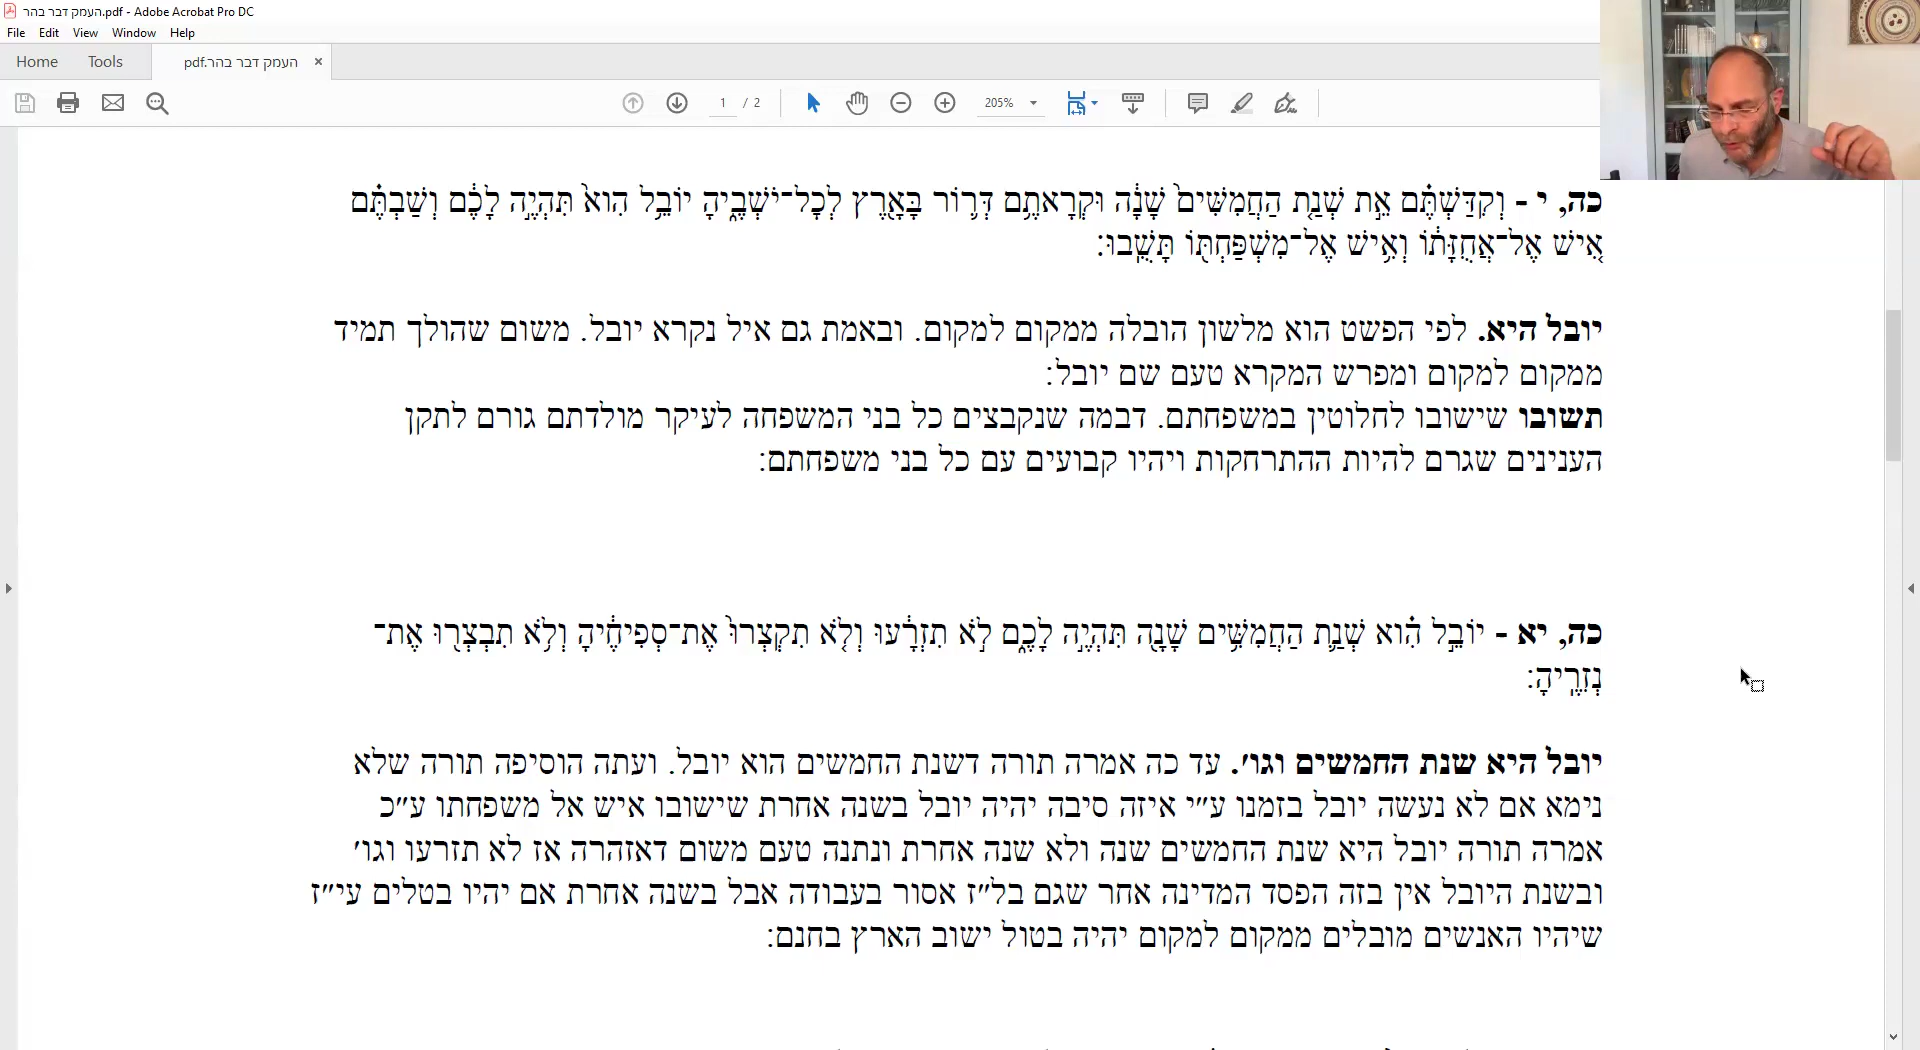 העמק דבר בהר.pdf - Adobe Acrobat Pro DC
File Edit View Window Help
Home Tools העמק דבר בהר.pdf ×
1 / 2 205%
כה, י - וְקִדַּשְׁתֶּ֗ם אֵ֣ת שְׁנַ֤ת הַחֲמִשִּׁים֙ שָׁנָ֔ה וּקְרָאתֶ֥ם דְּר֛וֹר בָּאָ֖רֶץ לְכָל־יֹשְׁבֶ֑יהָ יוֹבֵ֥ל הִוא֙ תִּהְיֶ֣ה לָכֶ֔ם וְשַׁבְתֶּ֗ם
אִ֚ישׁ אֶל־אֲחֻזָּת֔וֹ וְאִ֥ישׁ אֶל־מִשְׁפַּחְתּ֖וֹ תָּשֻֽׁבוּ׃
יובל היא. לפי הפשט הוא מלשון הובלה ממקום למקום. ובאמת גם איל נקרא יובל. משום שהולך תמיד
ממקום למקום ומפרש המקרא טעם שם יובל:
תשובו שישובו לחלוטין במשפחתם. דבמה שנקבצים כל בני המשפחה לעיקר מולדתם גורם לתקן
הענינים שגרם להיות ההתרחקות ויהיו קבועים עם כל בני משפחתם:
כה, יא - יוֹבֵ֣ל הִ֗וא שְׁנַ֛ת הַחֲמִשִּׁ֥ים שָׁנָ֖ה תִּהְיֶ֣ה לָכֶ֑ם לֹ֣א תִזְרָ֔עוּ וְלֹ֤א תִקְצְרוּ֙ אֶת־סְפִיחֶ֔יהָ וְלֹ֥א תִבְצְר֖וּ אֶת־
נְזִרֶֽיהָ׃
יובל היא שנת החמשים וגו׳. עד כה אמרה תורה דשנת החמשים הוא יובל. ועתה הוסיפה תורה שלא
נימא אם לא נעשה יובל בזמנו ע״י איזה סיבה יהיה יובל בשנה אחרת שישובו איש אל משפחתו ע״כ
אמרה תורה יובל היא שנת החמשים שנה ולא שנה אחרת ונתנה טעם משום דאזהרה אז לא תזרעו וגו׳
ובשנת היובל אין בזה הפסד המדינה אחר שגם בל״ז אסור בעבודה אבל בשנה אחרת אם יהיו בטלים עי״ז
שיהיו האנשים מובלים ממקום למקום יהיה בטול ישוב הארץ בחנם: